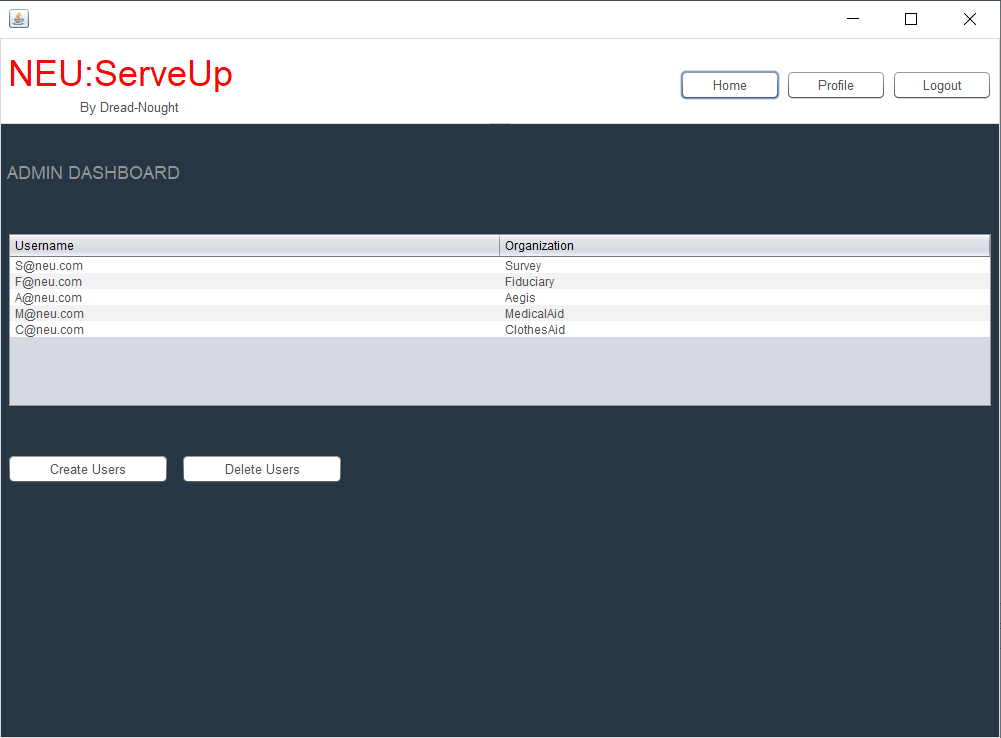 NEU:ServeUp
By Dread-Nought
Home Profile Logout
ADMIN DASHBOARD
Username Organization
S@neu.com Survey
F@neu.com Fiduciary
A@neu.com Aegis
M@neu.com MedicalAid
C@neu.com ClothesAid
Create Users Delete Users